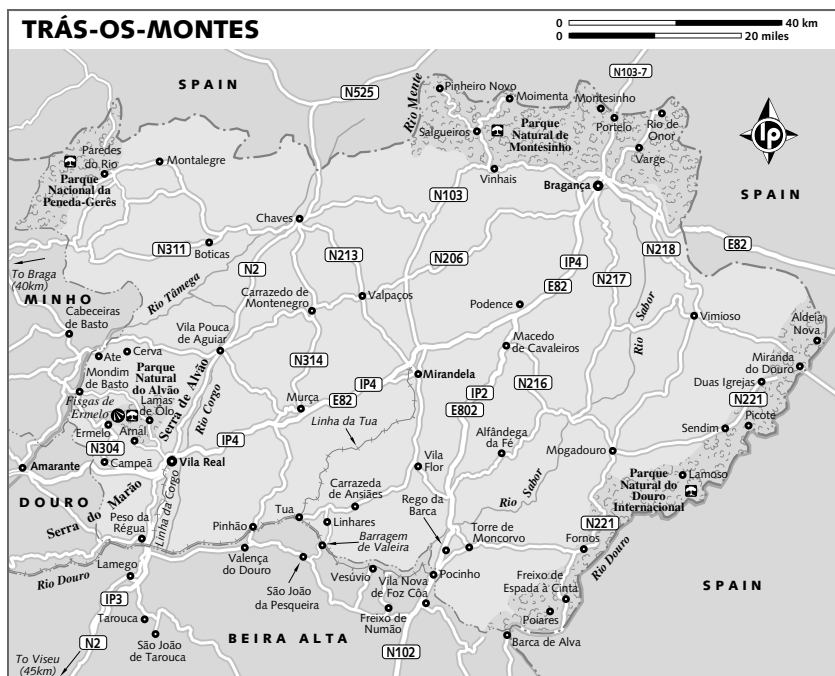 TRÁS-OS-MONTES
0 40 km
0 20 miles
SPAIN
N525
Rio Mente
Pinheiro Novo
Moimenta
N103-7
Montesinho
Salgueiros
Parque
Natural de
Montesinho
Portelo
Rio de
Onor
Varge
lp
Paredes
do Rio
Montalegre
Parque
Nacional da
Peneda-Gerês
Vinhais
Bragança
SPAIN
N103
Chaves
N311
Boticas
N2
N213
N206
IP4
E82
N217
N218
E82
To Braga
(40km)
Rio Tâmega
MINHO
Cabeceiras
de Basto
Carrazedo de
Montenegro
Valpaços
Podence
Rio Sabor
Vimioso
Aldeia
Nova
Vila Pouca
de Aguiar
Ate
Cerva
Macedo
de Cavaleiros
Mondim
de Basto
Parque
Natural
do Alvão
Serra de Alvão
Rio Corgo
N314
IP4
Mirandela
Miranda
do Douro
Duas Igrejas
Fisgas de
Ermelo
Lamas
de Olo
Murça
E82
IP2
E802
N216
N221
Picote
Ermelo
Arnal
IP4
Linha da Tua
Alfândega
da Fé
Sendim
N304
Amarante
Campeã
Vila Real
Vila
Flor
Mogadouro
Parque
Natural do
Douro
Internacional
Lamoso
DOURO
Serra do Marão
Linha da Corgo
Carrazeda
de Ansiães
Rego da
Barca
Rio Sabor
Peso da
Régua
Pinhão
Tua
Linhares
Torre de
Moncorvo
N221
Fornos
Rio Douro
Rio Douro
Lamego
Valença
do Douro
Barragem
de Valeira
São João
da Pesqueira
Vesúvio
Vila Nova
de Foz Côa
Pocinho
Freixo de
Espada à Cinta
SPAIN
IP3
Tarouca
N2
São João
de Tarouca
BEIRA ALTA
Freixo de
Numão
N102
Poiares
Barca de Alva
To Viseu
(45km)